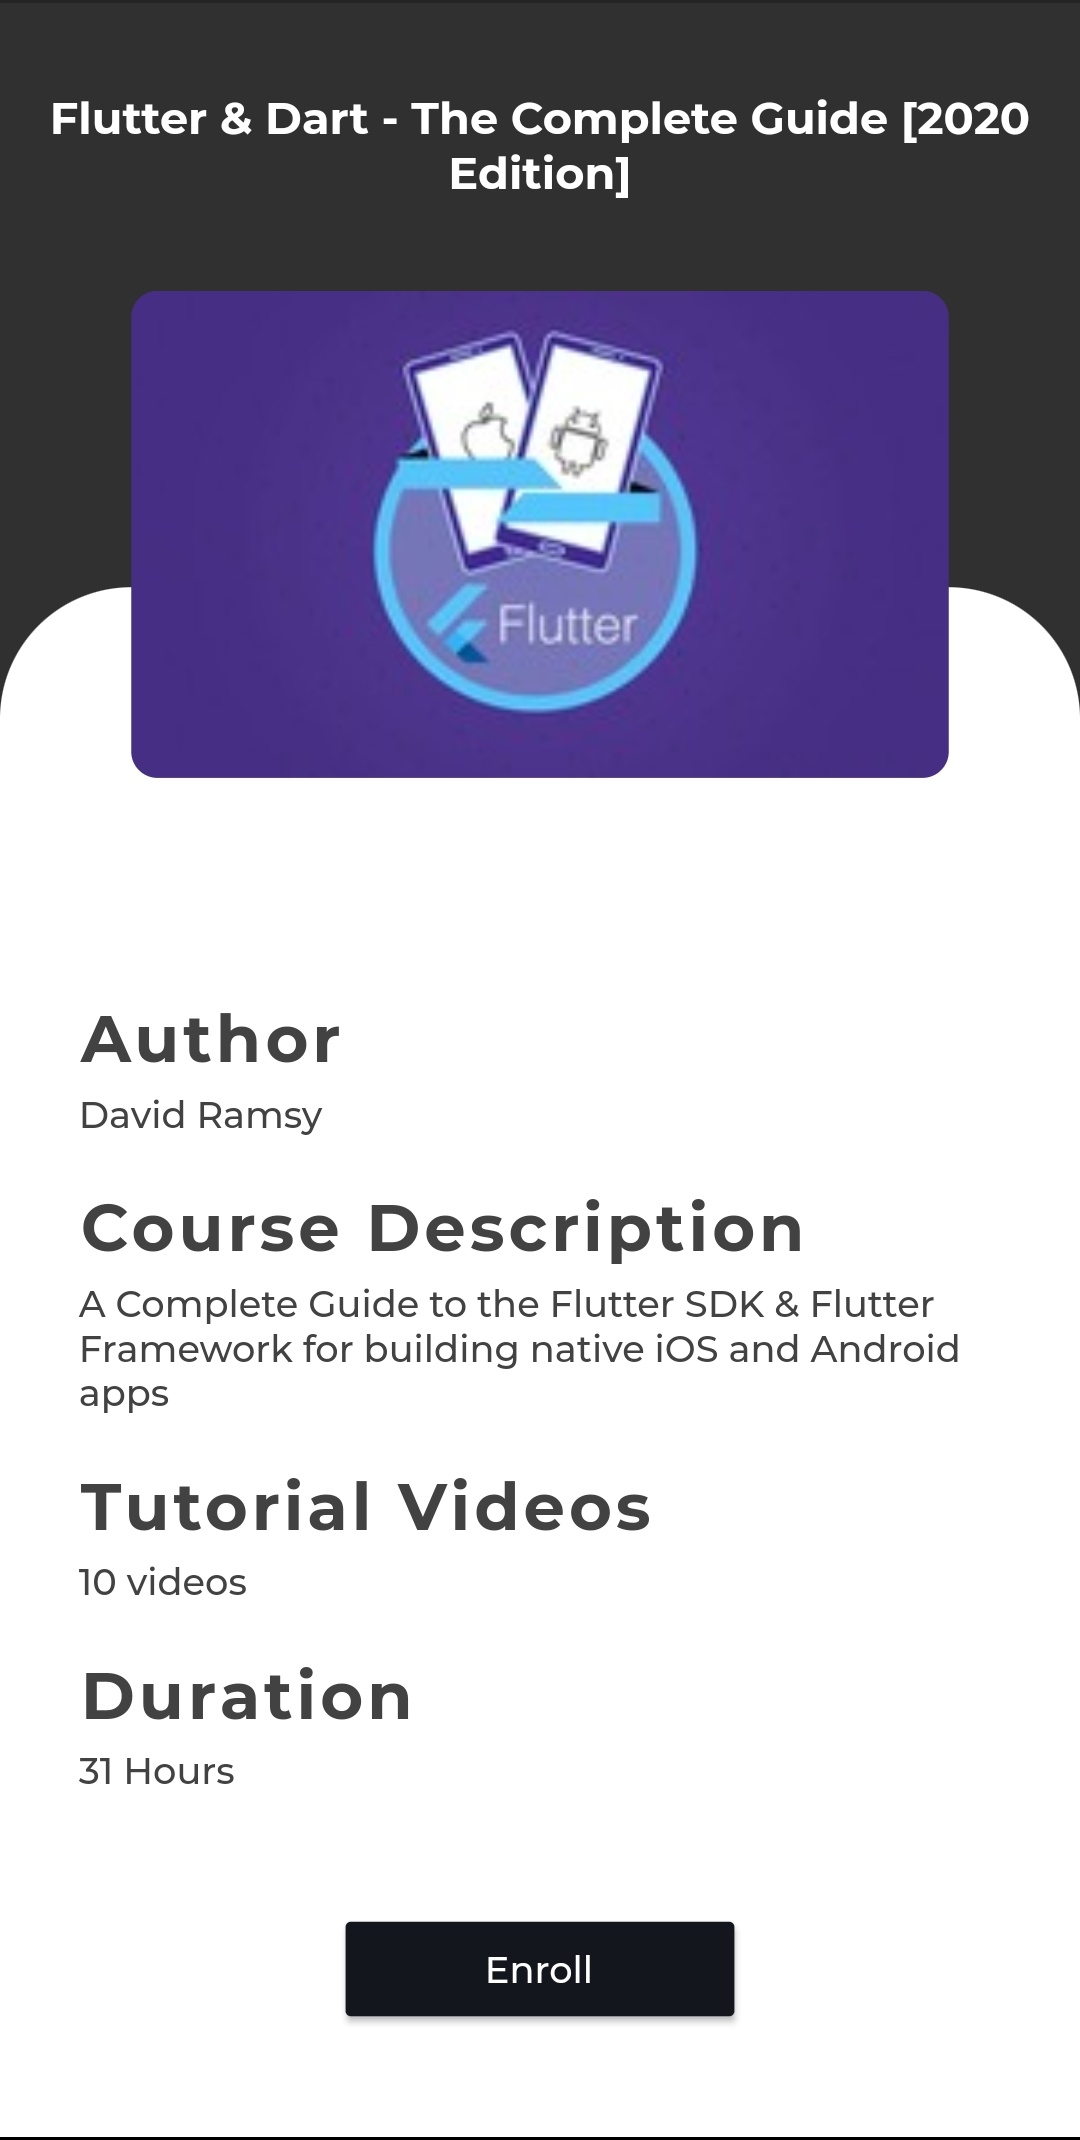 Flutter & Dart - The Complete Guide [2020
Edition]
Flutter
Author
David Ramsy
Course Description
A Complete Guide to the Flutter SDK & Flutter
Framework for building native iOS and Android
apps
Tutorial Videos
10 videos
Duration
31 Hours
Enroll